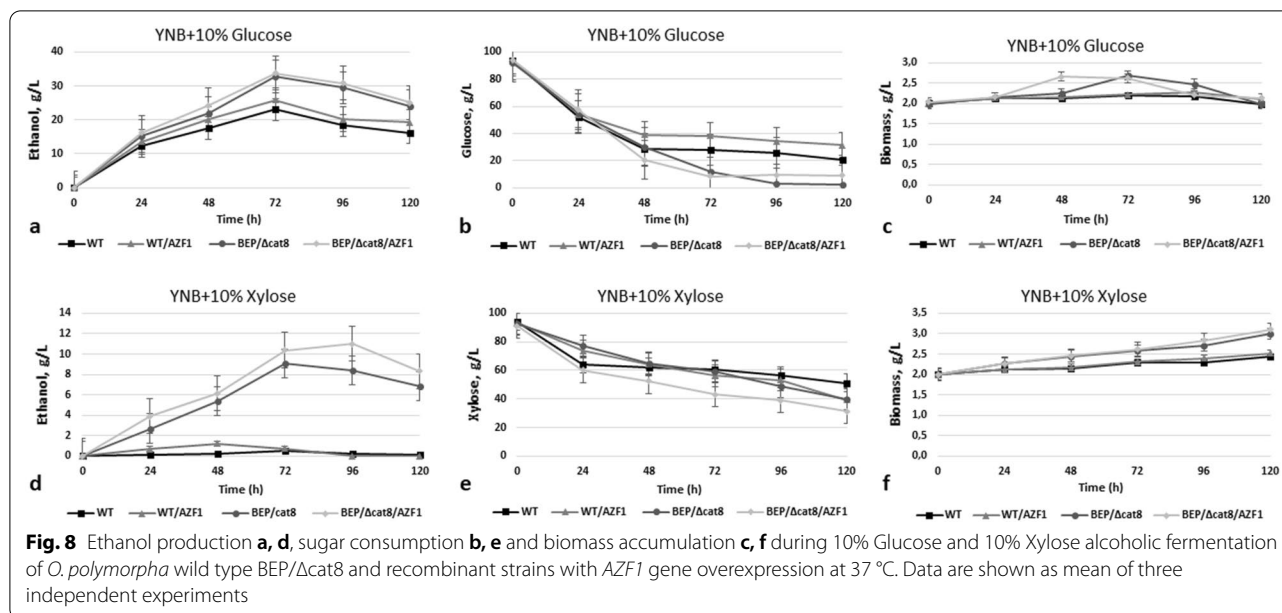 YNB+10% Glucose
Ethanol, g/L
40
30
20
10
0
0 24 48 72 96 120
Time (h)
a
WT WT/AZF1 BEP/Δcat8 BEP/Δcat8/AZF1
YNB+10% Glucose
Glucose, g/L
100
80
60
40
20
0
0 24 48 72 96 120
Time (h)
b
WT WT/AZF1 BEP/Δcat8 BEP/Δcat8/AZF1
YNB+10% Glucose
Biomass, g/L
3,0
2,5
2,0
1,5
1,0
0,5
0,0
0 24 48 72 96 120
Time (h)
c
WT WT/AZF1 BEP/Δcat8 BEP/Δcat8/AZF1
YNB+10% Xylose
Ethanol, g/L
14
12
10
8
6
4
2
0
0 24 48 72 96 120
Time (h)
d
WT WT/AZF1 BEP/cat8 BEP/Δcat8/AZF1
YNB+10% Xylose
Xylose, g/L
100
80
60
40
20
0
0 24 48 72 96 120
Time (h)
e
WT WT/AZF1 BEP/Δcat8 BEP/Δcat8/AZF1
YNB+10% Xylose
Biomass, g/L
3,5
3,0
2,5
2,0
1,5
1,0
0,5
0,0
0 24 48 72 96 120
Time (h)
f
WT WT/AZF1 BEP/Δcat8 BEP/Δcat8/AZF1
Fig. 8 Ethanol production a, d, sugar consumption b, e and biomass accumulation c, f during 10% Glucose and 10% Xylose alcoholic fermentation
of O. polymorpha wild type BEP/Δcat8 and recombinant strains with AZF1 gene overexpression at 37 °C. Data are shown as mean of three
independent experiments